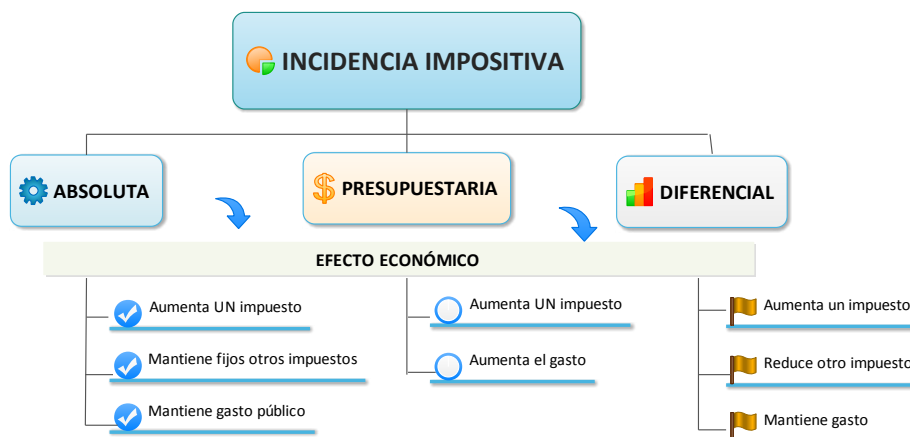 INCIDENCIA IMPOSITIVA
ABSOLUTA
PRESUPUESTARIA
DIFERENCIAL
EFECTO ECONÓMICO
Aumenta UN impuesto
Mantiene fijos otros impuestos
Mantiene gasto público
Aumenta UN impuesto
Aumenta el gasto
Aumenta un impuesto
Reduce otro impuesto
Mantiene gasto